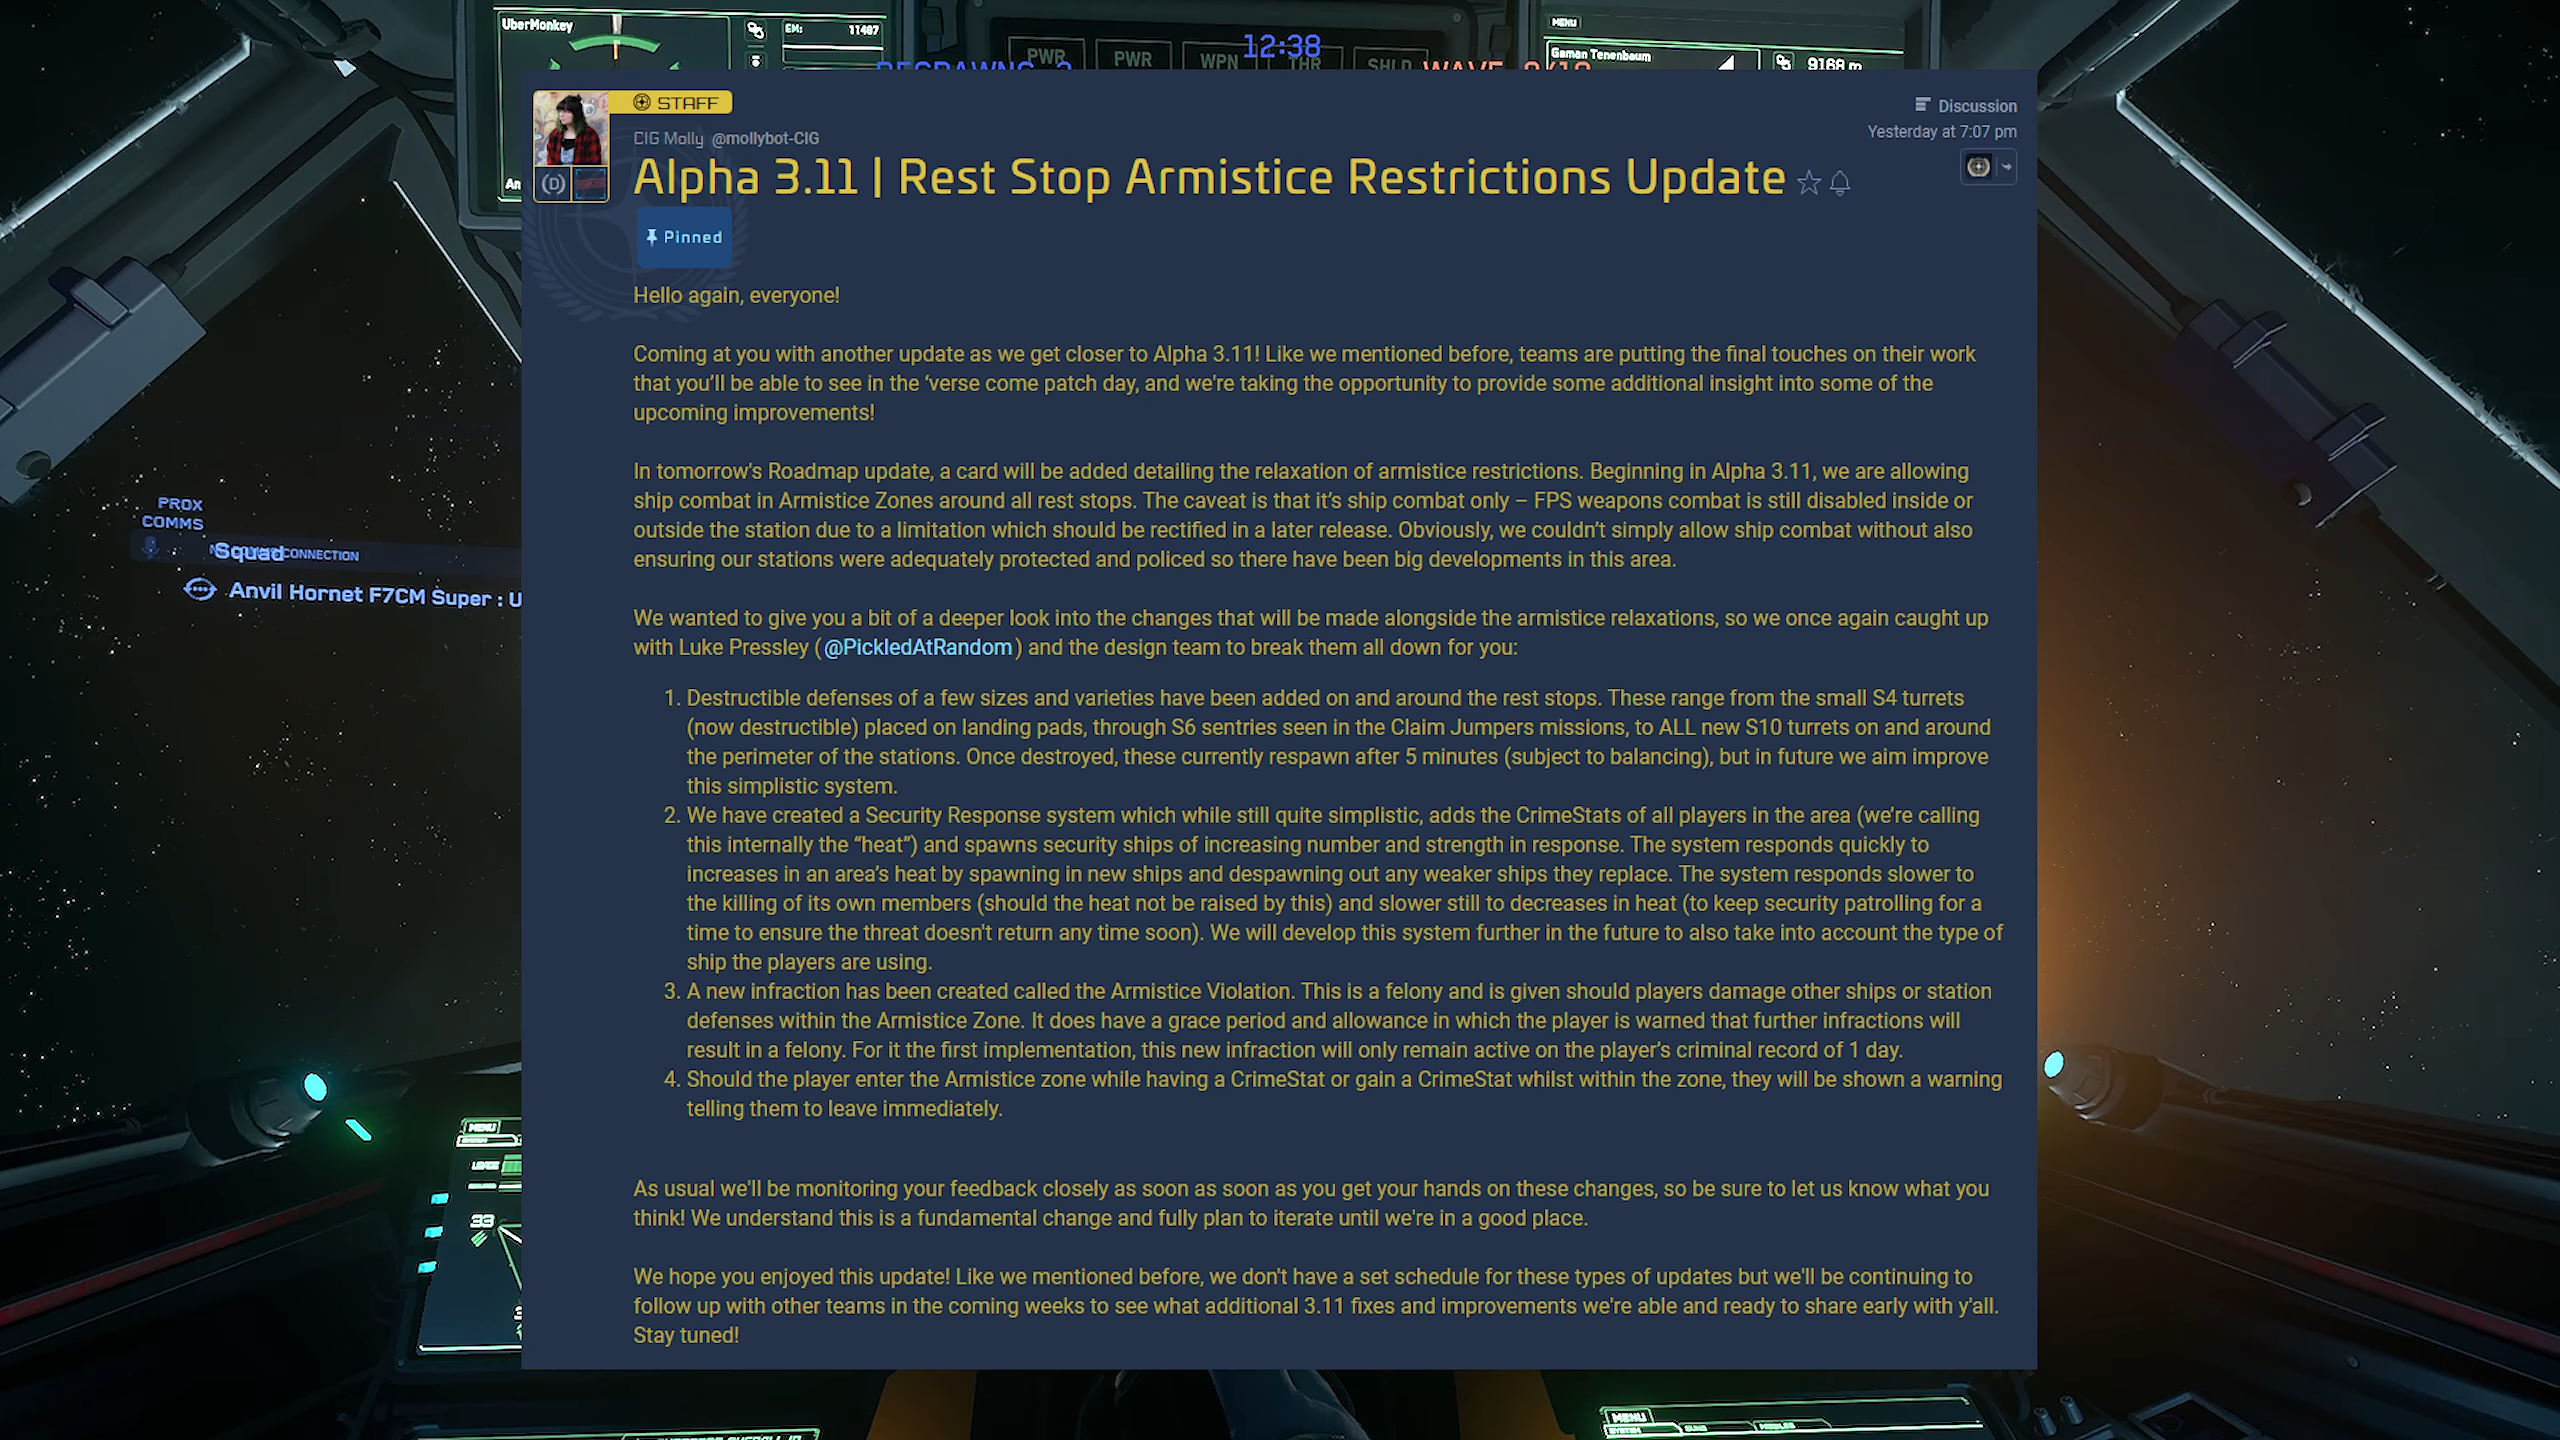 UberMonkey
EM:
11407
PWR
PWR
WPN
12:38
THR
SHLD
MENU
Gaman Tenenbaum
9168 m
STAFF
CIG Molly @mollybot-CIG
Discussion
Yesterday at 7:07 pm
Alpha 3.11 | Rest Stop Armistice Restrictions Update
Pinned
Hello again, everyone!
Coming at you with another update as we get closer to Alpha 3.11! Like we mentioned before, teams are putting the final touches on their work
that you’ll be able to see in the ‘verse come patch day, and we're taking the opportunity to provide some additional insight into some of the
upcoming improvements!
In tomorrow's Roadmap update, a card will be added detailing the relaxation of armistice restrictions. Beginning in Alpha 3.11, we are allowing
ship combat in Armistice Zones around all rest stops. The caveat is that it’s ship combat only – FPS weapons combat is still disabled inside or
outside the station due to a limitation which should be rectified in a later release. Obviously, we couldn’t simply allow ship combat without also
ensuring our stations were adequately protected and policed so there have been big developments in this area.
We wanted to give you a bit of a deeper look into the changes that will be made alongside the armistice relaxations, so we once again caught up
with Luke Pressley (@PickledAtRandom) and the design team to break them all down for you:
1. Destructible defenses of a few sizes and varieties have been added on and around the rest stops. These range from the small S4 turrets
(now destructible) placed on landing pads, through S6 sentries seen in the Claim Jumpers missions, to ALL new S10 turrets on and around
the perimeter of the stations. Once destroyed, these currently respawn after 5 minutes (subject to balancing), but in future we aim improve
this simplistic system.
2. We have created a Security Response system which while still quite simplistic, adds the CrimeStats of all players in the area (we’re calling
this internally the “heat”) and spawns security ships of increasing number and strength in response. The system responds quickly to
increases in an area’s heat by spawning in new ships and despawning out any weaker ships they replace. The system responds slower to
the killing of its own members (should the heat not be raised by this) and slower still to decreases in heat (to keep security patrolling for a
time to ensure the threat doesn't return any time soon). We will develop this system further in the future to also take into account the type of
ship the players are using.
3. A new infraction has been created called the Armistice Violation. This is a felony and is given should players damage other ships or station
defenses within the Armistice Zone. It does have a grace period and allowance in which the player is warned that further infractions will
result in a felony. For it the first implementation, this new infraction will only remain active on the player’s criminal record of 1 day.
4. Should the player enter the Armistice zone while having a CrimeStat or gain a CrimeStat whilst within the zone, they will be shown a warning
telling them to leave immediately.
As usual we'll be monitoring your feedback closely as soon as soon as you get your hands on these changes, so be sure to let us know what you
think! We understand this is a fundamental change and fully plan to iterate until we're in a good place.
We hope you enjoyed this update! Like we mentioned before, we don't have a set schedule for these types of updates but we'll be continuing to
follow up with other teams in the coming weeks to see what additional 3.11 fixes and improvements we're able and ready to share early with y'all.
Stay tuned!
PROX
COMMS
Squad
CONNECTION
Anvil Hornet F7CM Super : U
MENU
33
MENU